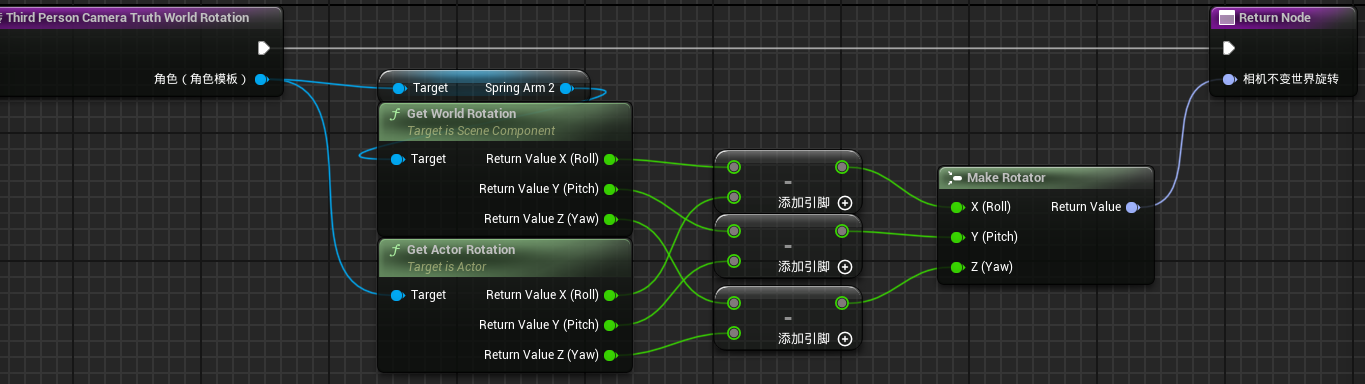 Third Person Camera Truth World Rotation
角色（角色模板）
Target
Spring Arm 2
Get World Rotation
Target is Scene Component
Target
Return Value X (Roll)
Return Value Y (Pitch)
Return Value Z (Yaw)
Get Actor Rotation
Target is Actor
Target
Return Value X (Roll)
Return Value Y (Pitch)
Return Value Z (Yaw)
-
添加引脚
-
添加引脚
-
添加引脚
Make Rotator
X (Roll)
Return Value
Y (Pitch)
Z (Yaw)
Return Node
相机不变世界旋转